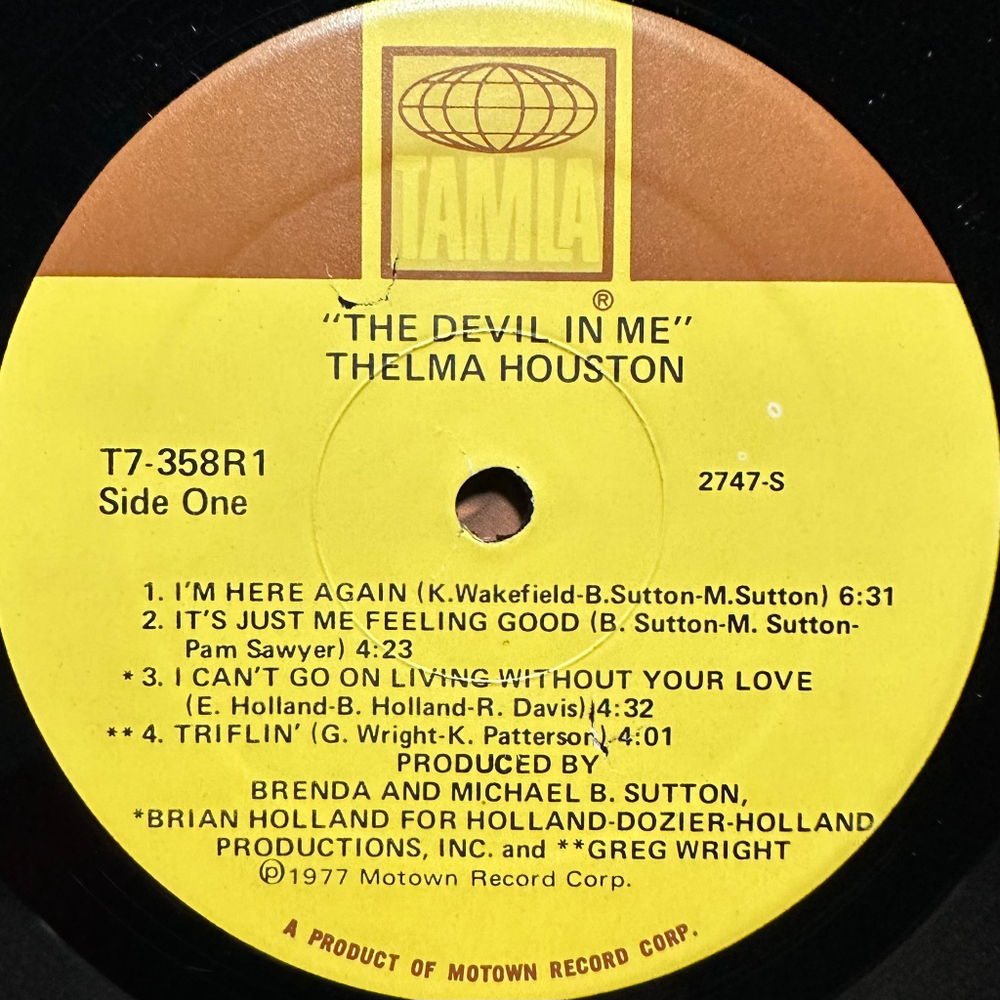 TAMLA
®
"THE DEVIL IN ME"
THELMA HOUSTON
T7-358R1
Side One
2747-S
1. I'M HERE AGAIN (K.Wakefield-B.Sutton-M.Sutton) 6:31
2. IT'S JUST ME FEELING GOOD (B. Sutton-M. Sutton-
Pam Sawyer) 4:23
* 3. I CAN'T GO ON LIVING WITHOUT YOUR LOVE
(E. Holland-B. Holland-R. Davis) 4:32
** 4. TRIFLIN' (G. Wright-K. Patterson) 4:01
PRODUCED BY
BRENDA AND MICHAEL B. SUTTON,
*BRIAN HOLLAND FOR HOLLAND-DOZIER-HOLLAND
PRODUCTIONS, INC. and **GREG WRIGHT
℗1977 Motown Record Corp.
A PRODUCT OF MOTOWN RECORD CORP.